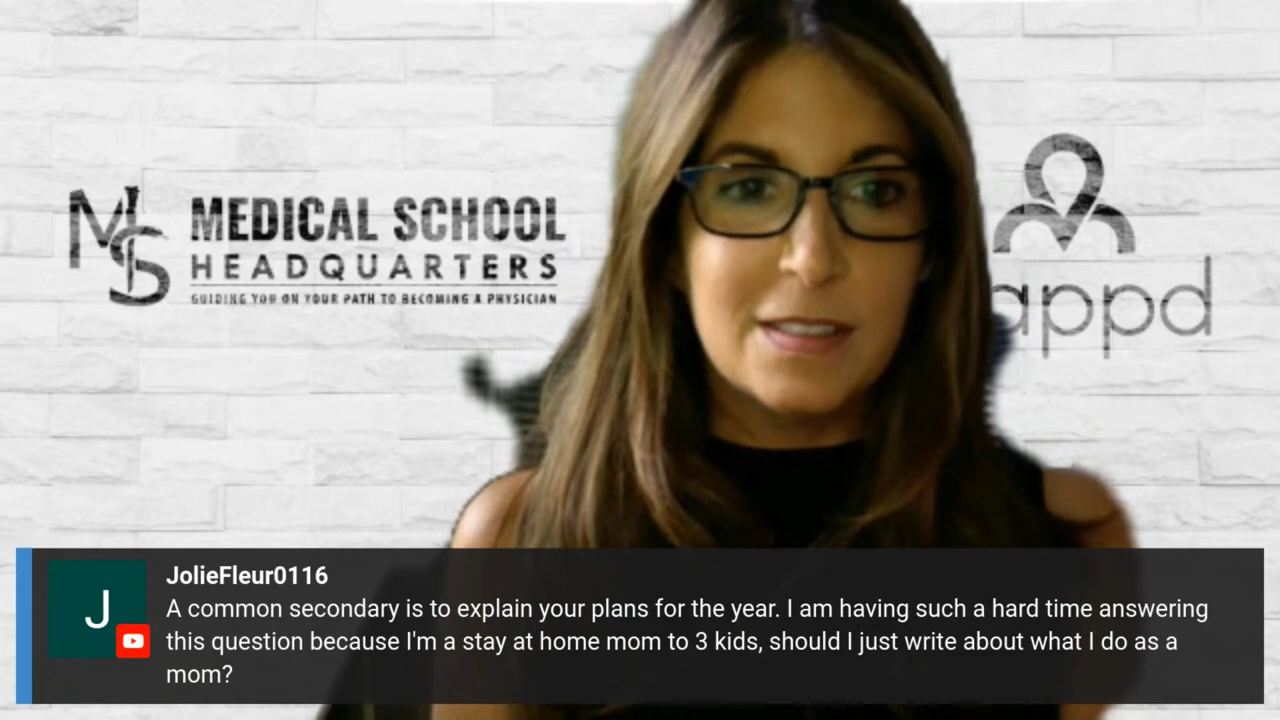 MS
MEDICAL SCHOOL
HEADQUARTERS
GUIDING YOU ON YOUR PATH TO BECOMING A PHYSICIAN
appd
JolieFleur0116
J
A common secondary is to explain your plans for the year. I am having such a hard time answering
this question because I'm a stay at home mom to 3 kids, should I just write about what I do as a
mom?